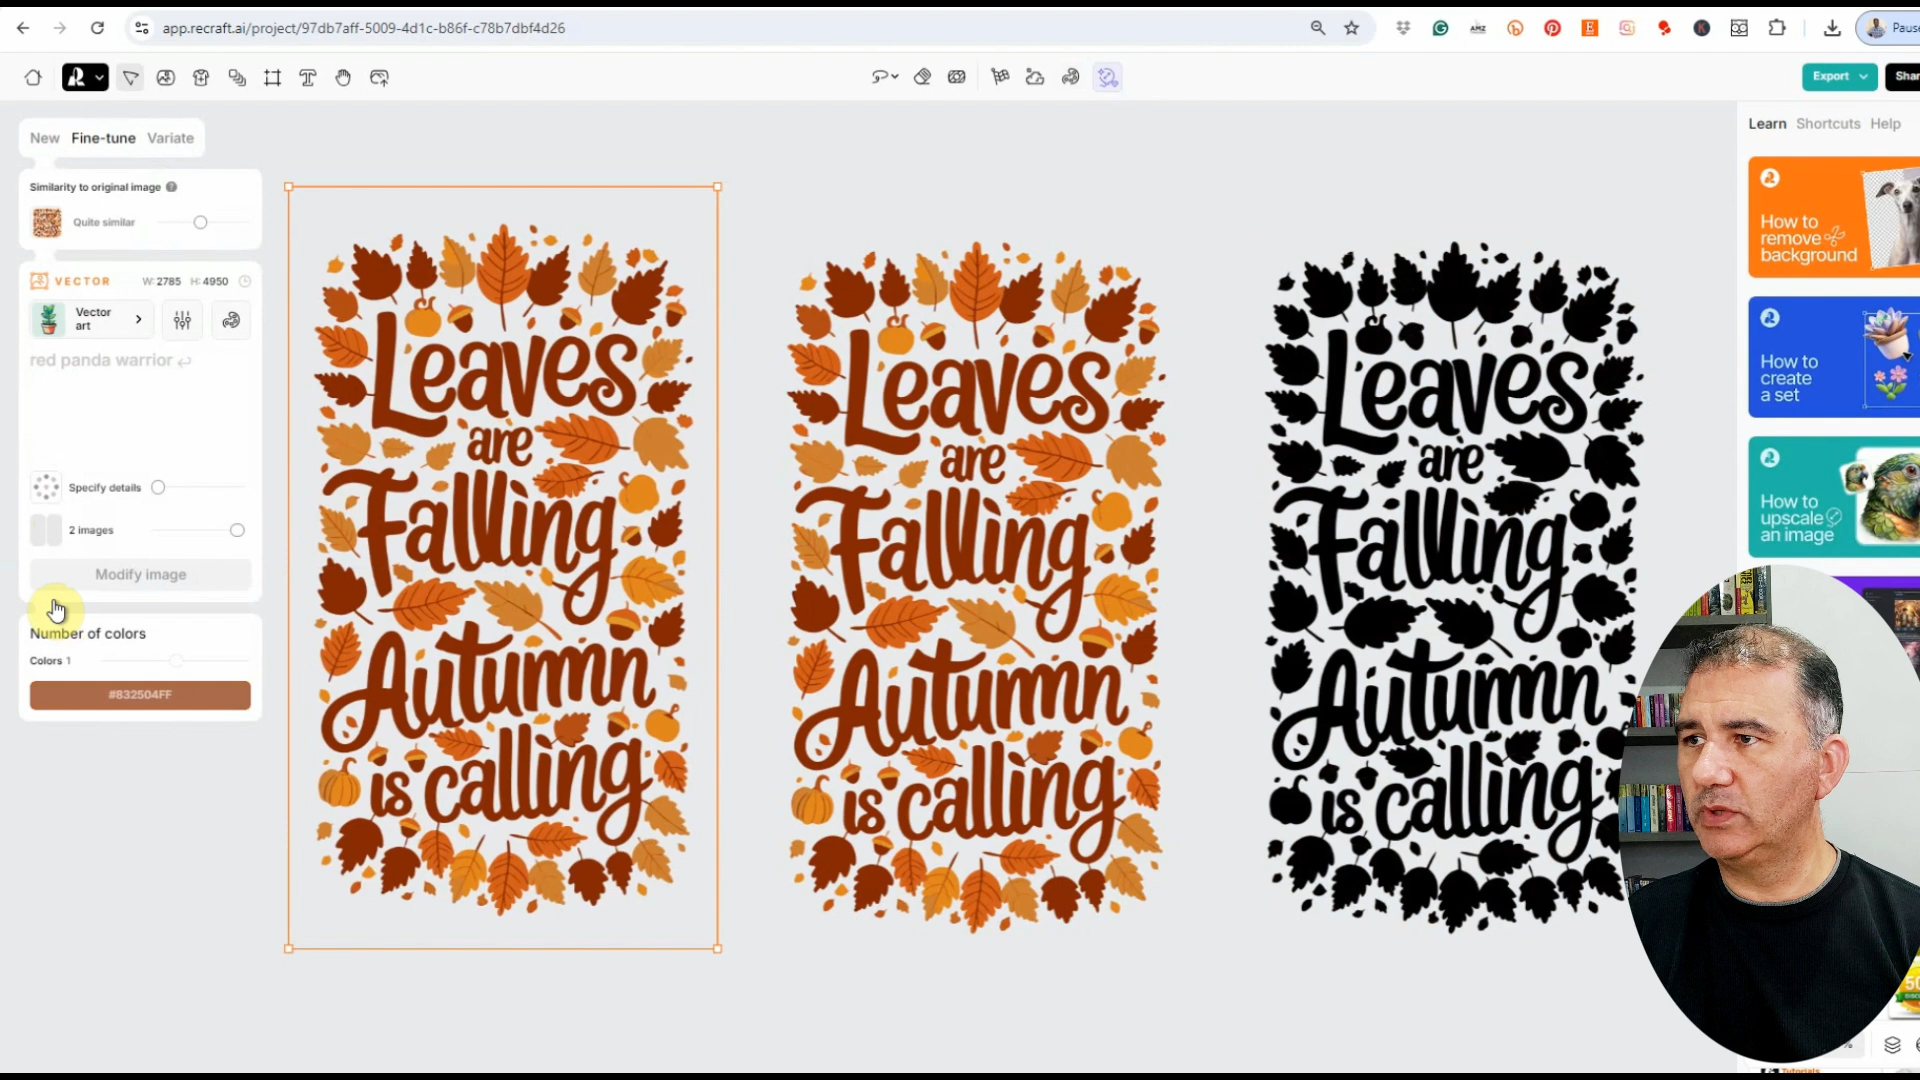 app.recraft.ai/project/97db7aff-5009-4d1c-b86f-c78b7dbf4d26
AMZ
Export
New Fine-tune Variate
Similarity to original image
Quite similar
VECTOR W: 2785 H: 4950
Vector
art
red panda warrior
Specify details
2 images
Modify image
Number of colors
Colors 1
#832504FF
Leaves
are
Falling
Autumn
is calling
Leaves
are
Falling
Autumn
is calling
Leaves
are
Falling
Autumn
is calling
Learn Shortcuts Help
How to
remove
background
How to
create
a set
How to
upscale
an image
Tutorials